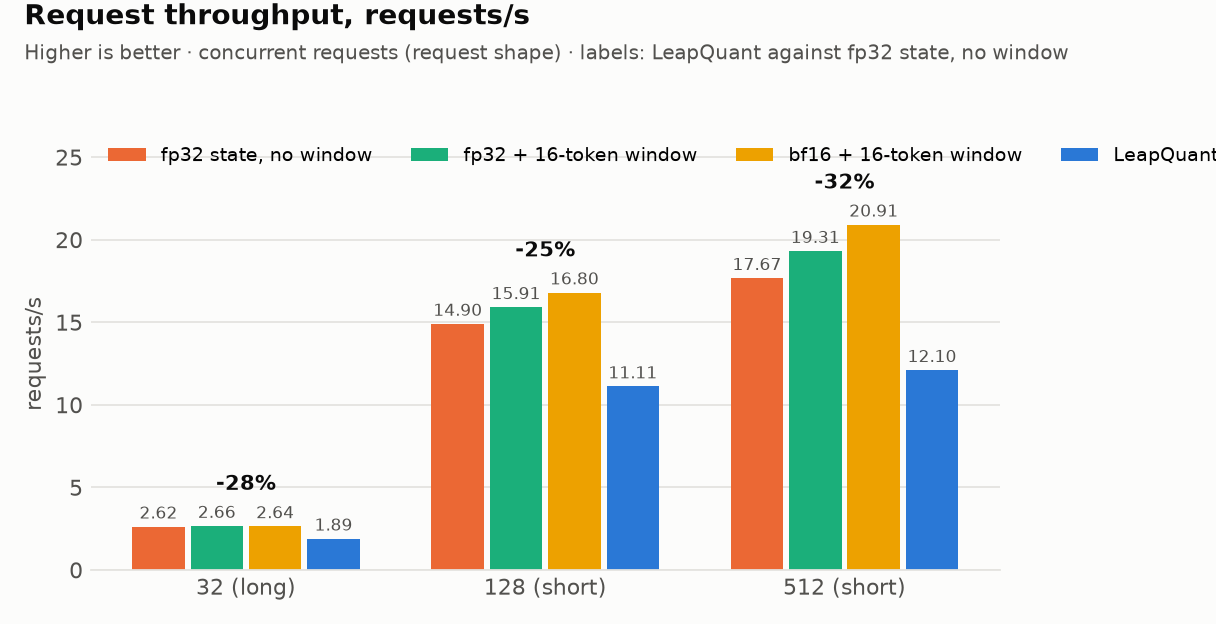 Request throughput, requests/s
Higher is better · concurrent requests (request shape) · labels: LeapQuant against fp32 state, no window
fp32 state, no window fp32 + 16-token window bf16 + 16-token window LeapQuant
25
-32%
20.91
20
19.31
-25%
17.67
16.80
15.91
15
14.90
requests/s
12.10
11.11
10
5
-28%
2.62 2.66 2.64 1.89
0
32 (long) 128 (short) 512 (short)